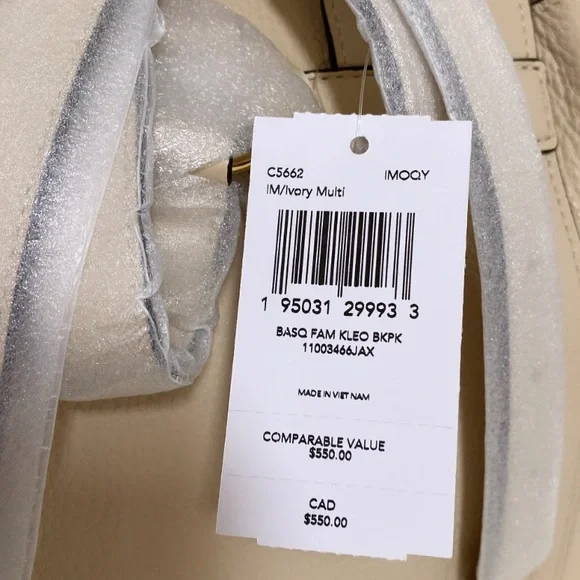 C5662 IMOQY
IM/Ivory Multi
1 95031 29993 3
BASQ FAM KLEO BKPK
11003466JAX
MADE IN VIET NAM
COMPARABLE VALUE
$550.00
CAD
$550.00